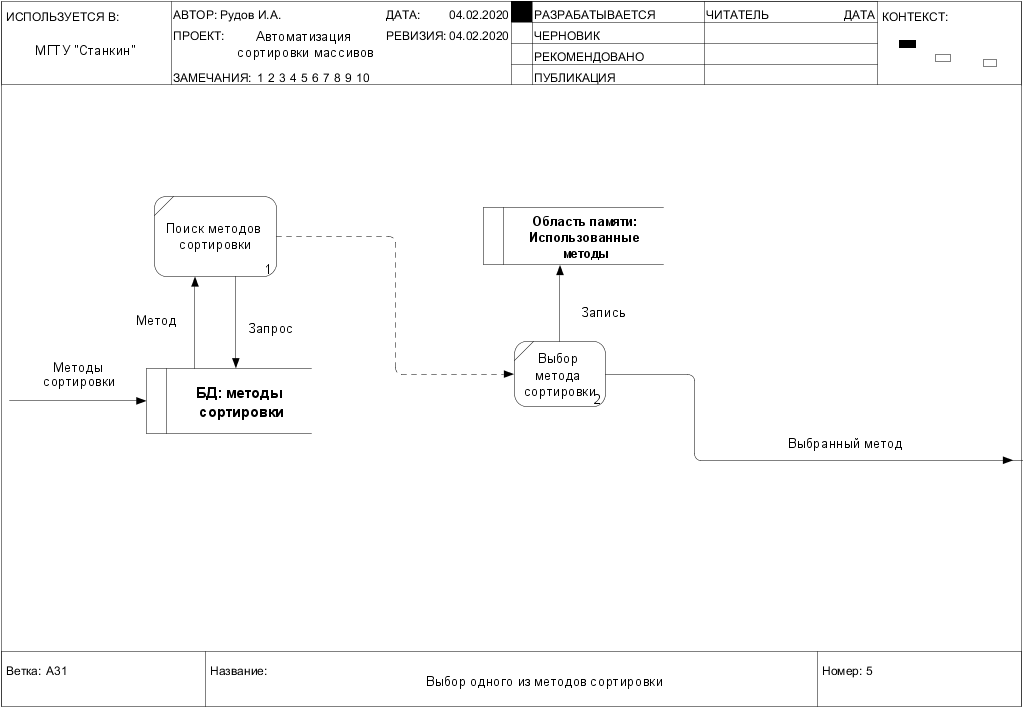 ИСПОЛЬЗУЕТСЯ В:
МГТУ "Станкин"
АВТОР: Рудов И.А.
ДАТА: 04.02.2020
ПРОЕКТ: Автоматизация
сортировки массивов
РЕВИЗИЯ: 04.02.2020
ЗАМЕЧАНИЯ: 1 2 3 4 5 6 7 8 9 10
РАЗРАБАТЫВАЕТСЯ
ЧЕРНОВИК
РЕКОМЕНДОВАНО
ПУБЛИКАЦИЯ
ЧИТАТЕЛЬ
ДАТА
КОНТЕКСТ:
Поиск методов
сортировки
1
Область памяти:
Использованные
методы
Метод
Запрос
Запись
Методы
сортировки
БД: методы
сортировки
Выбор
метода
сортировки
2
Выбранный метод
Ветка: A31
Название:
Выбор одного из методов сортировки
Номер: 5